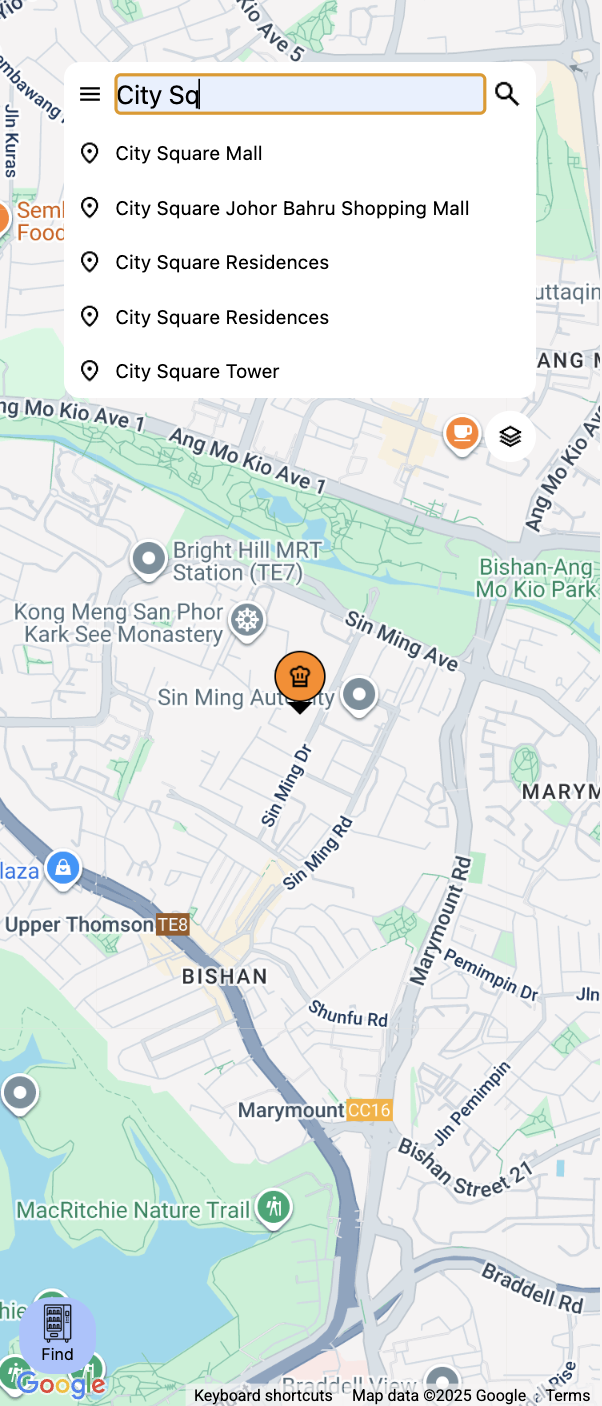 Kio Ave 5
Jln Kuras
City Sq
City Square Mall
City Square Johor Bahru Shopping Mall
City Square Residences
City Square Residences
City Square Tower
Food
Ang Mo Kio Ave 1
Ang Mo Kio Ave 1
Ang Mo Kio Ave
Bright Hill MRT
Station (TE7)
Bishan-Ang
Mo Kio Park
Kong Meng San Phor
Kark See Monastery
Sin Ming Ave
Sin Ming
Sin Ming Dr
Sin Ming Rd
MARYM
laza
Upper Thomson TE8
Marymount Rd
BISHAN
Pemimpin Dr
Jln
Shunfu Rd
Jln Pemimpin
Marymount CC16
Bishan Street 21
MacRitchie Nature Trail
Braddell Rd
Find
Braddell View
Rise
Google
Keyboard shortcuts Map data ©2025 Google Terms